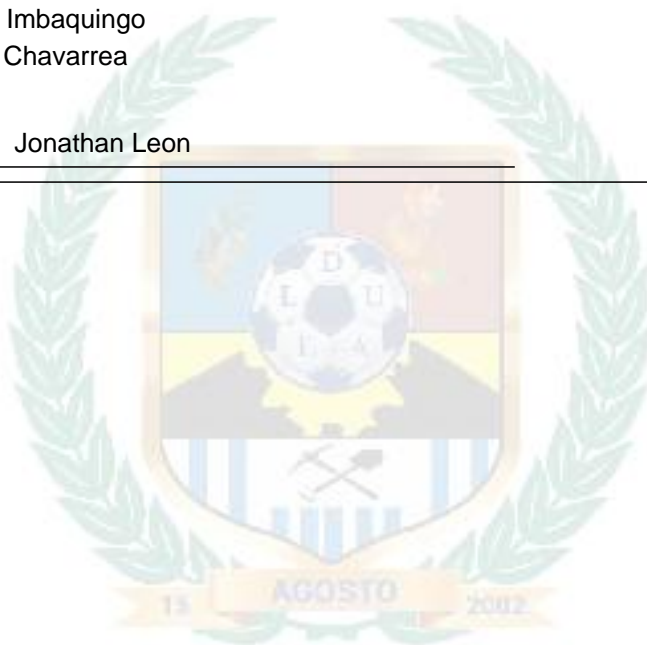 Imbaquingo
Chavarrea
Jonathan Leon
D
L U
E A
15 AGOSTO 2002